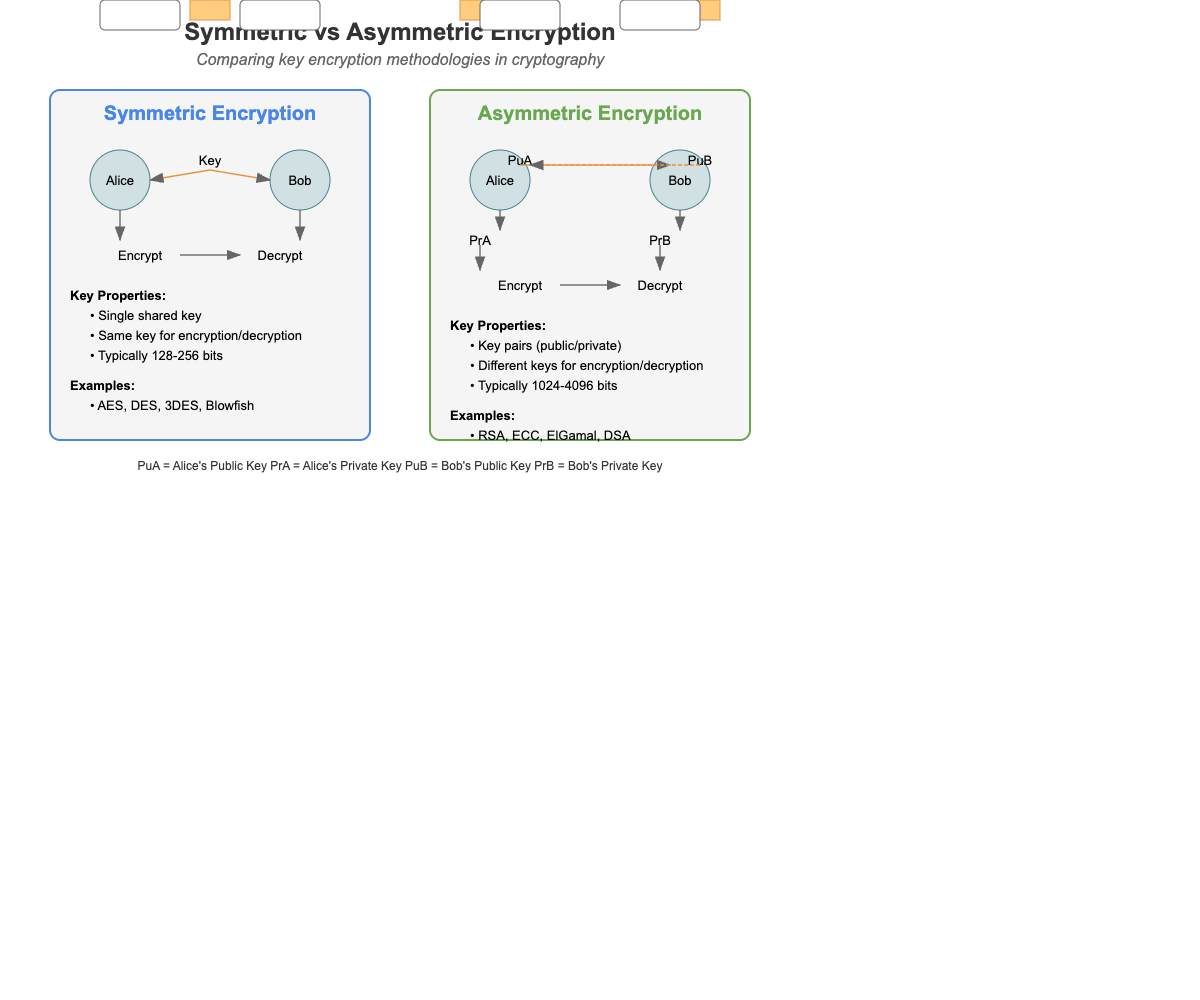 Symmetric vs Asymmetric Encryption
Comparing key encryption methodologies in cryptography
Symmetric Encryption
Key
Alice
Bob
Encrypt
Decrypt
Key Properties:
• Single shared key
• Same key for encryption/decryption
• Typically 128-256 bits
Examples:
• AES, DES, 3DES, Blowfish
Asymmetric Encryption
PuA
PuB
Alice
Bob
PrA
PrB
Encrypt
Decrypt
Key Properties:
• Key pairs (public/private)
• Different keys for encryption/decryption
• Typically 1024-4096 bits
Examples:
• RSA, ECC, ElGamal, DSA
PuA = Alice's Public Key PrA = Alice's Private Key PuB = Bob's Public Key PrB = Bob's Private Key